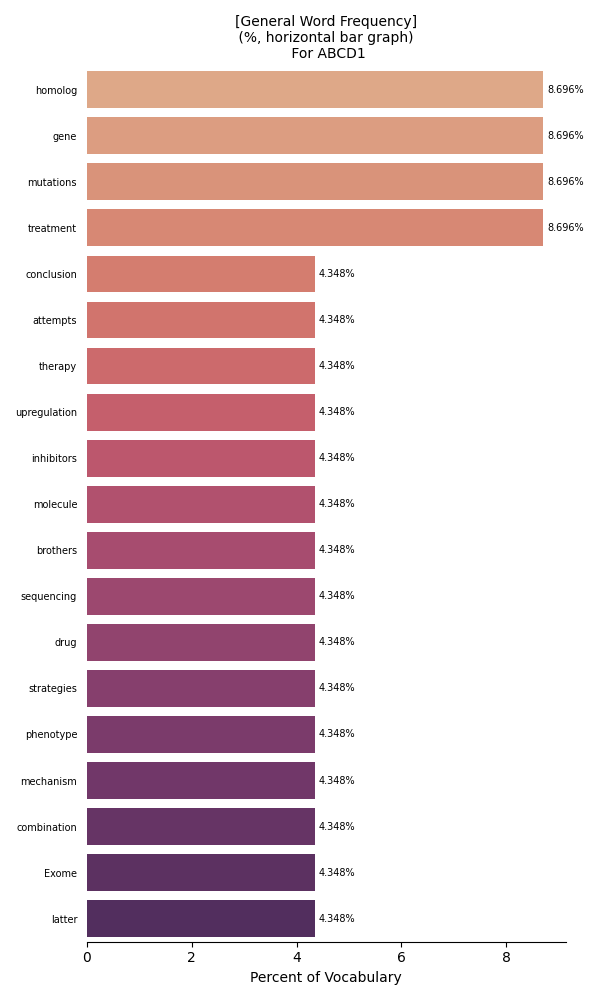 [General Word Frequency]
(%, horizontal bar graph)
For ABCD1
homolog 8.696%
gene 8.696%
mutations 8.696%
treatment 8.696%
conclusion 4.348%
attempts 4.348%
therapy 4.348%
upregulation 4.348%
inhibitors 4.348%
molecule 4.348%
brothers 4.348%
sequencing 4.348%
drug 4.348%
strategies 4.348%
phenotype 4.348%
mechanism 4.348%
combination 4.348%
Exome 4.348%
latter 4.348%
0 2 4 6 8
Percent of Vocabulary